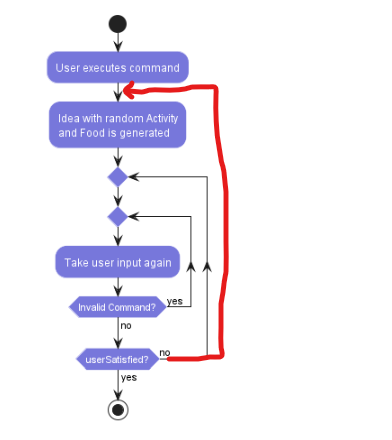 User executes command
Idea with random Activity
and Food is generated
Take user input again
Invalid Command?
yes
no
userSatisfied?
no
yes